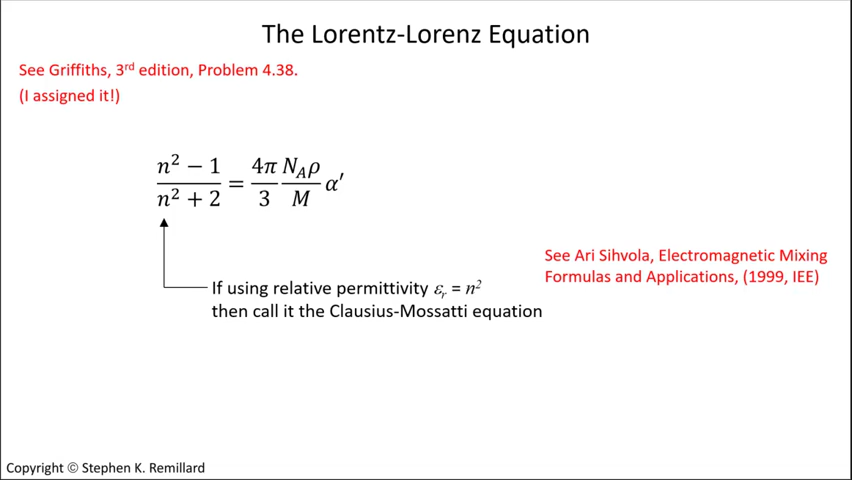 The Lorentz-Lorenz Equation
See Griffiths, 3rd edition, Problem 4.38.
(I assigned it!)
n² − 1 / n² + 2 = 4π / 3 N_Aρ / M α′
See Ari Sihvola, Electromagnetic Mixing
Formulas and Applications, (1999, IEE)
If using relative permittivity εᵣ = n²
then call it the Clausius-Mossatti equation
Copyright © Stephen K. Remillard